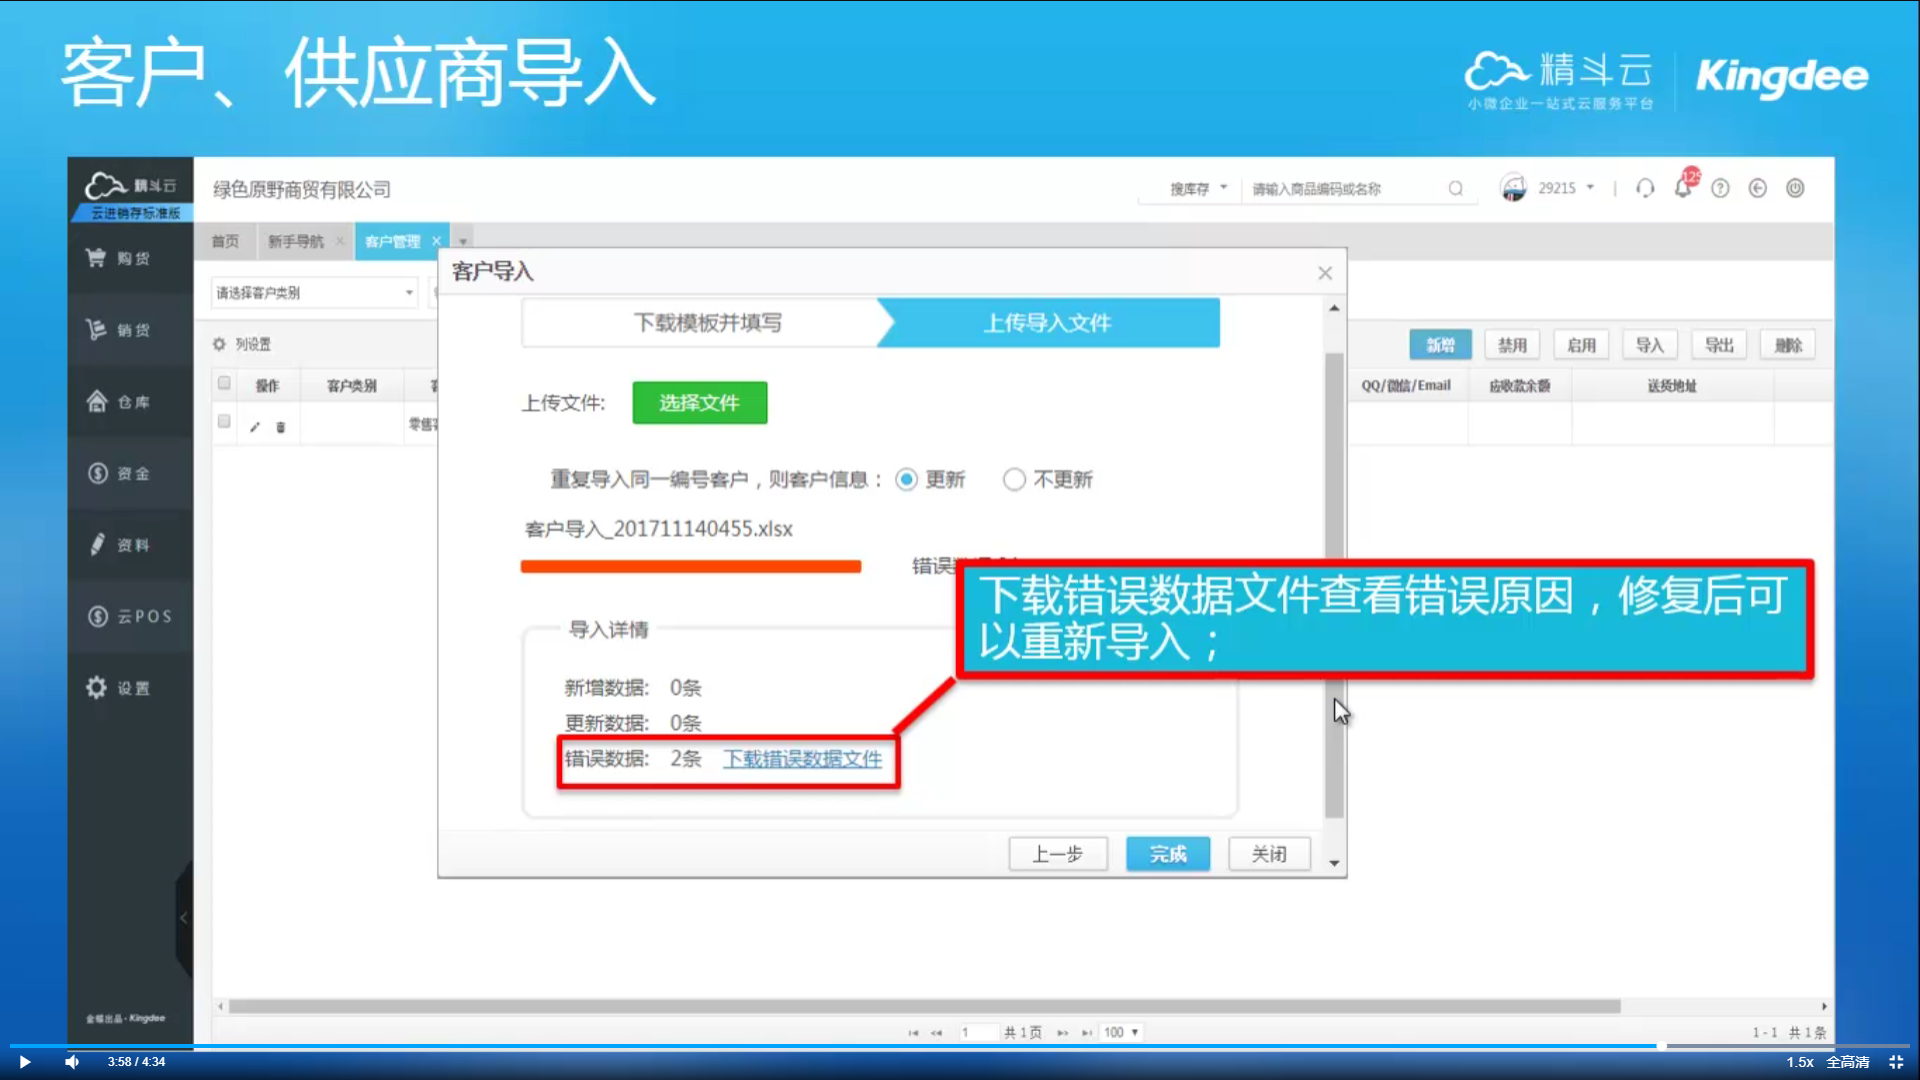 客户、供应商导入
精斗云
小微企业一站式云服务平台
Kingdee
精斗云
云进销存标准版
绿色原野商贸有限公司
搜库存
请输入商品编码或名称
29215
125
首页
新手导航
客户管理
购货
销货
仓库
资金
资料
云POS
设置
金蝶出品·Kingdee
请选择客户类别
列设置
新增
禁用
启用
导入
导出
删除
操作
客户类别
QQ/微信/Email
应收款余额
送货地址
客户导入
下载模板并填写
上传导入文件
上传文件:
选择文件
重复导入同一编号客户，则客户信息：
更新
不更新
客户导入_201711140455.xlsx
错误
下载错误数据文件查看错误原因，修复后可
以重新导入；
导入详情
新增数据: 0条
更新数据: 0条
错误数据: 2条 下载错误数据文件
上一步
完成
关闭
1 共1页 100
1 - 1 共1条
3:58 / 4:34
1.5x 全高清